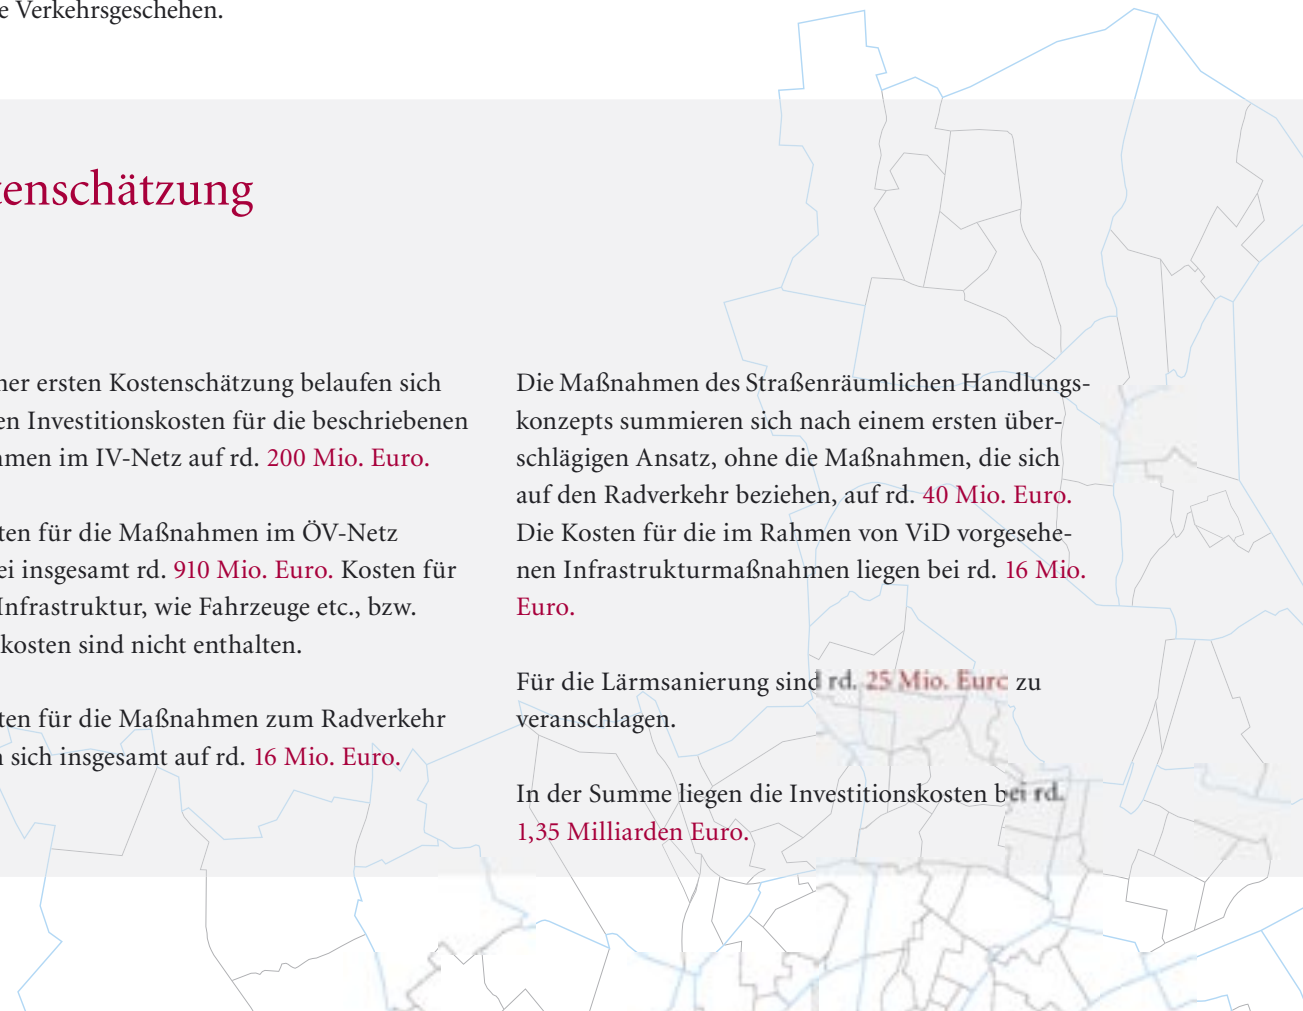 e Verkehrsgeschehen.
tenschätzung
ner ersten Kostenschätzung belaufen sich
en Investitionskosten für die beschriebenen
nmen im IV-Netz auf rd. 200 Mio. Euro.
ten für die Maßnahmen im ÖV-Netz
ei insgesamt rd. 910 Mio. Euro. Kosten für
Infrastruktur, wie Fahrzeuge etc., bzw.
kosten sind nicht enthalten.
ten für die Maßnahmen zum Radverkehr
n sich insgesamt auf rd. 16 Mio. Euro.
Die Maßnahmen des Straßenräumlichen Handlungs-
konzepts summieren sich nach einem ersten über-
schlägigen Ansatz, ohne die Maßnahmen, die sich
auf den Radverkehr beziehen, auf rd. 40 Mio. Euro.
Die Kosten für die im Rahmen von ViD vorgesehe-
nen Infrastrukturmaßnahmen liegen bei rd. 16 Mio.
Euro.
Für die Lärmsanierung sind rd. 25 Mio. Eurc zu
veranschlagen.
In der Summe liegen die Investitionskosten bei rd.
1,35 Milliarden Euro.